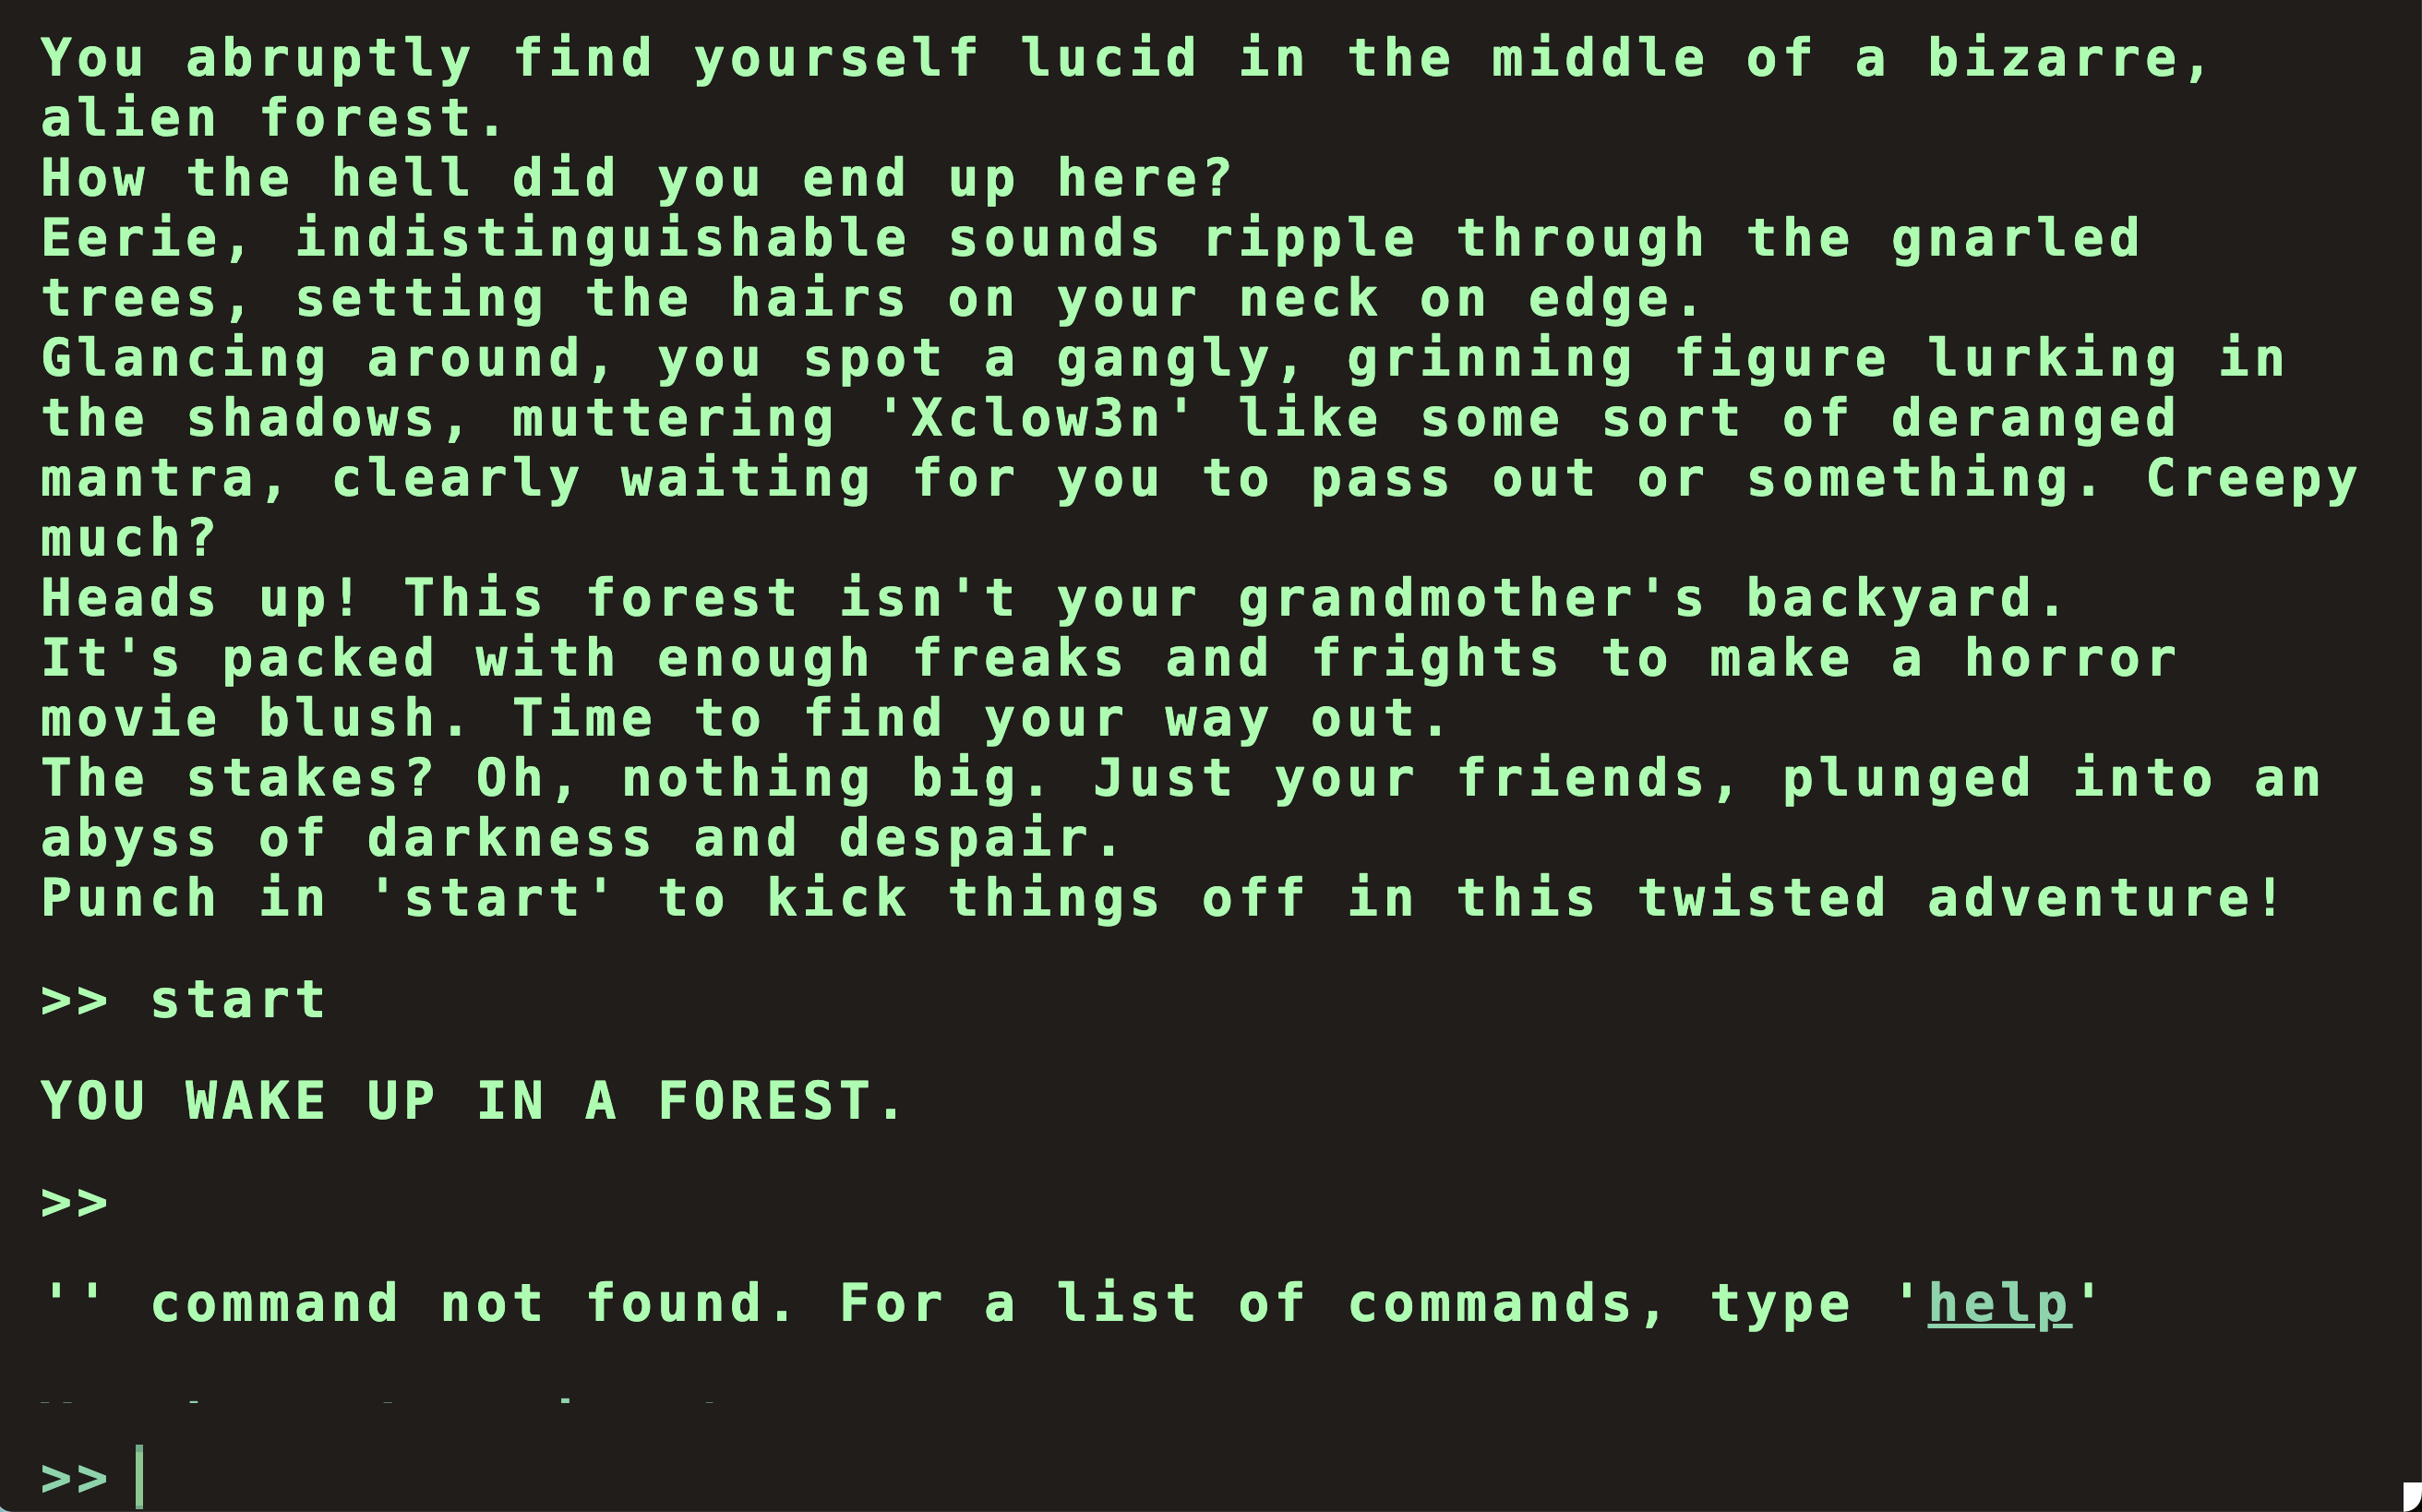 You abruptly find yourself lucid in the middle of a bizarre,
alien forest.
How the hell did you end up here?
Eerie, indistinguishable sounds ripple through the gnarled
trees, setting the hairs on your neck on edge.
Glancing around, you spot a gangly, grinning figure lurking in
the shadows, muttering 'Xclow3n' like some sort of deranged
mantra, clearly waiting for you to pass out or something. Creepy
much?
Heads up! This forest isn't your grandmother's backyard.
It's packed with enough freaks and frights to make a horror
movie blush. Time to find your way out.
The stakes? Oh, nothing big. Just your friends, plunged into an
abyss of darkness and despair.
Punch in 'start' to kick things off in this twisted adventure!
>> start
YOU WAKE UP IN A FOREST.
>>
'' command not found. For a list of commands, type 'help'
>>